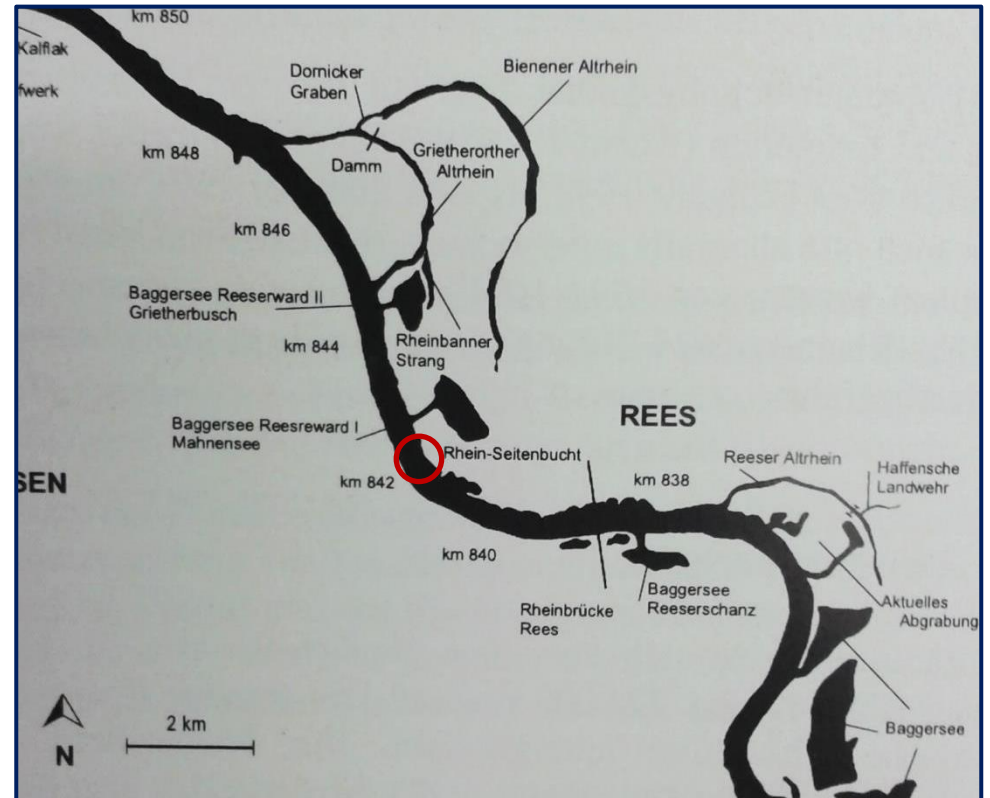 km 850
Kalflak
fwerk
Dornicker
Graben
Bienener Altrhein
km 848
Damm
Grietherorther
Altrhein
km 846
Baggersee Reeserward II
Grietherbusch
km 844
Rheinbanner
Strang
Baggersee Reesreward I
Mahnensee
REES
SEN
Rhein-Seitenbucht
km 842
km 838
Reeser Altrhein
Haffensche
Landwehr
km 840
Rheinbrücke
Rees
Baggersee
Reeserschanz
Aktuelles
Abgrabung
2 km
N
Baggersee